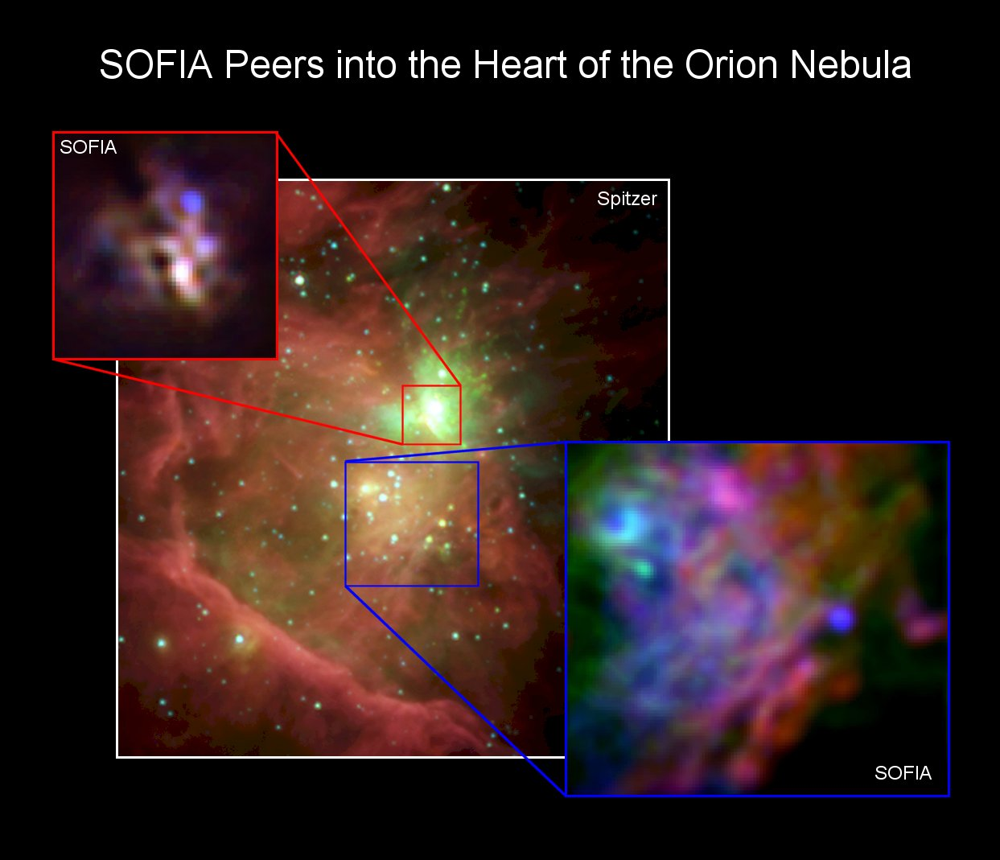 SOFIA Peers into the Heart of the Orion Nebula
SOFIA
Spitzer
SOFIA